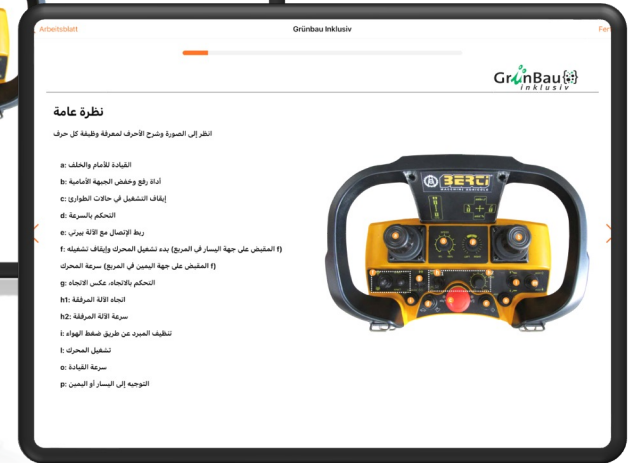 Arbeitsblatt
Grünbau Inklusiv
GrünBau
inklusiv
نظرة عامة
انظر إلى الصورة وشرح الأحرف لمعرفة وظيفة كل حرف
a: القيادة للأمام والخلف
b: أداة رفع وخفض الجبهة الأمامية
c: إيقاف التشغيل في حالات الطوارئ
d: التحكم بالسرعة
e: ربط الإتصال مع الآلة بيرتي
f: المقبض على جهة اليسار في المربع) بدء تشغيل المحرك وإيقاف تشغيله f)
المقبض على جهة اليمين في المربع) سرعة المحرك f)
g: التحكم بالاتجاه، عكس الاتجاه
h1: اتجاه الآلة المرفقة
h2: سرعة الآلة المرفقة
i: تنظيف المبرد عن طريق ضغط الهواء
l: تشغيل المحرك
o: سرعة القيادة
p: التوجيه إلى اليسار أو اليمين
BERTI
MACCHINE AGRICOLE